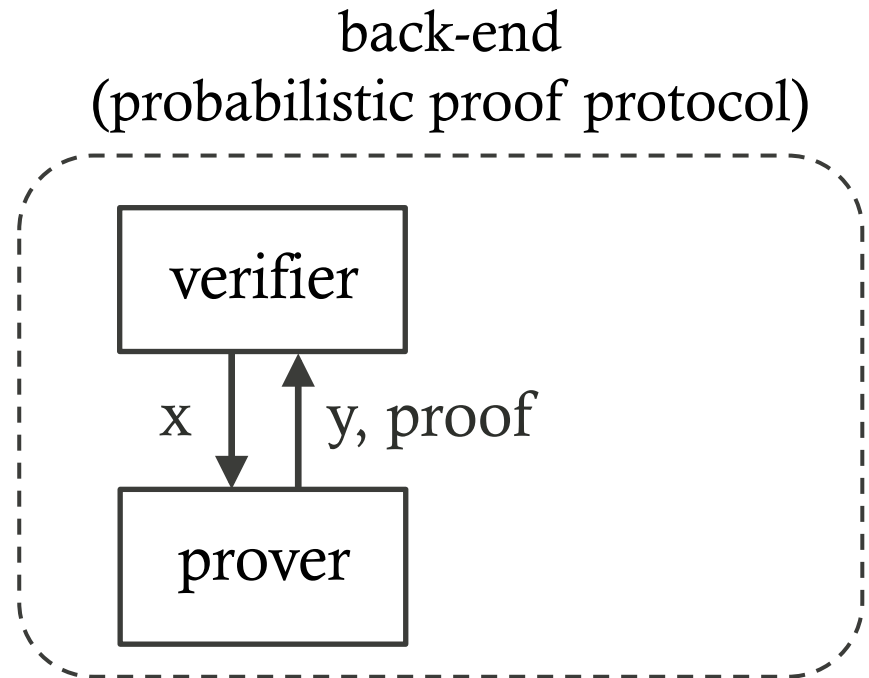 back-end
(probabilistic proof protocol)
verifier
x
y, proof
prover